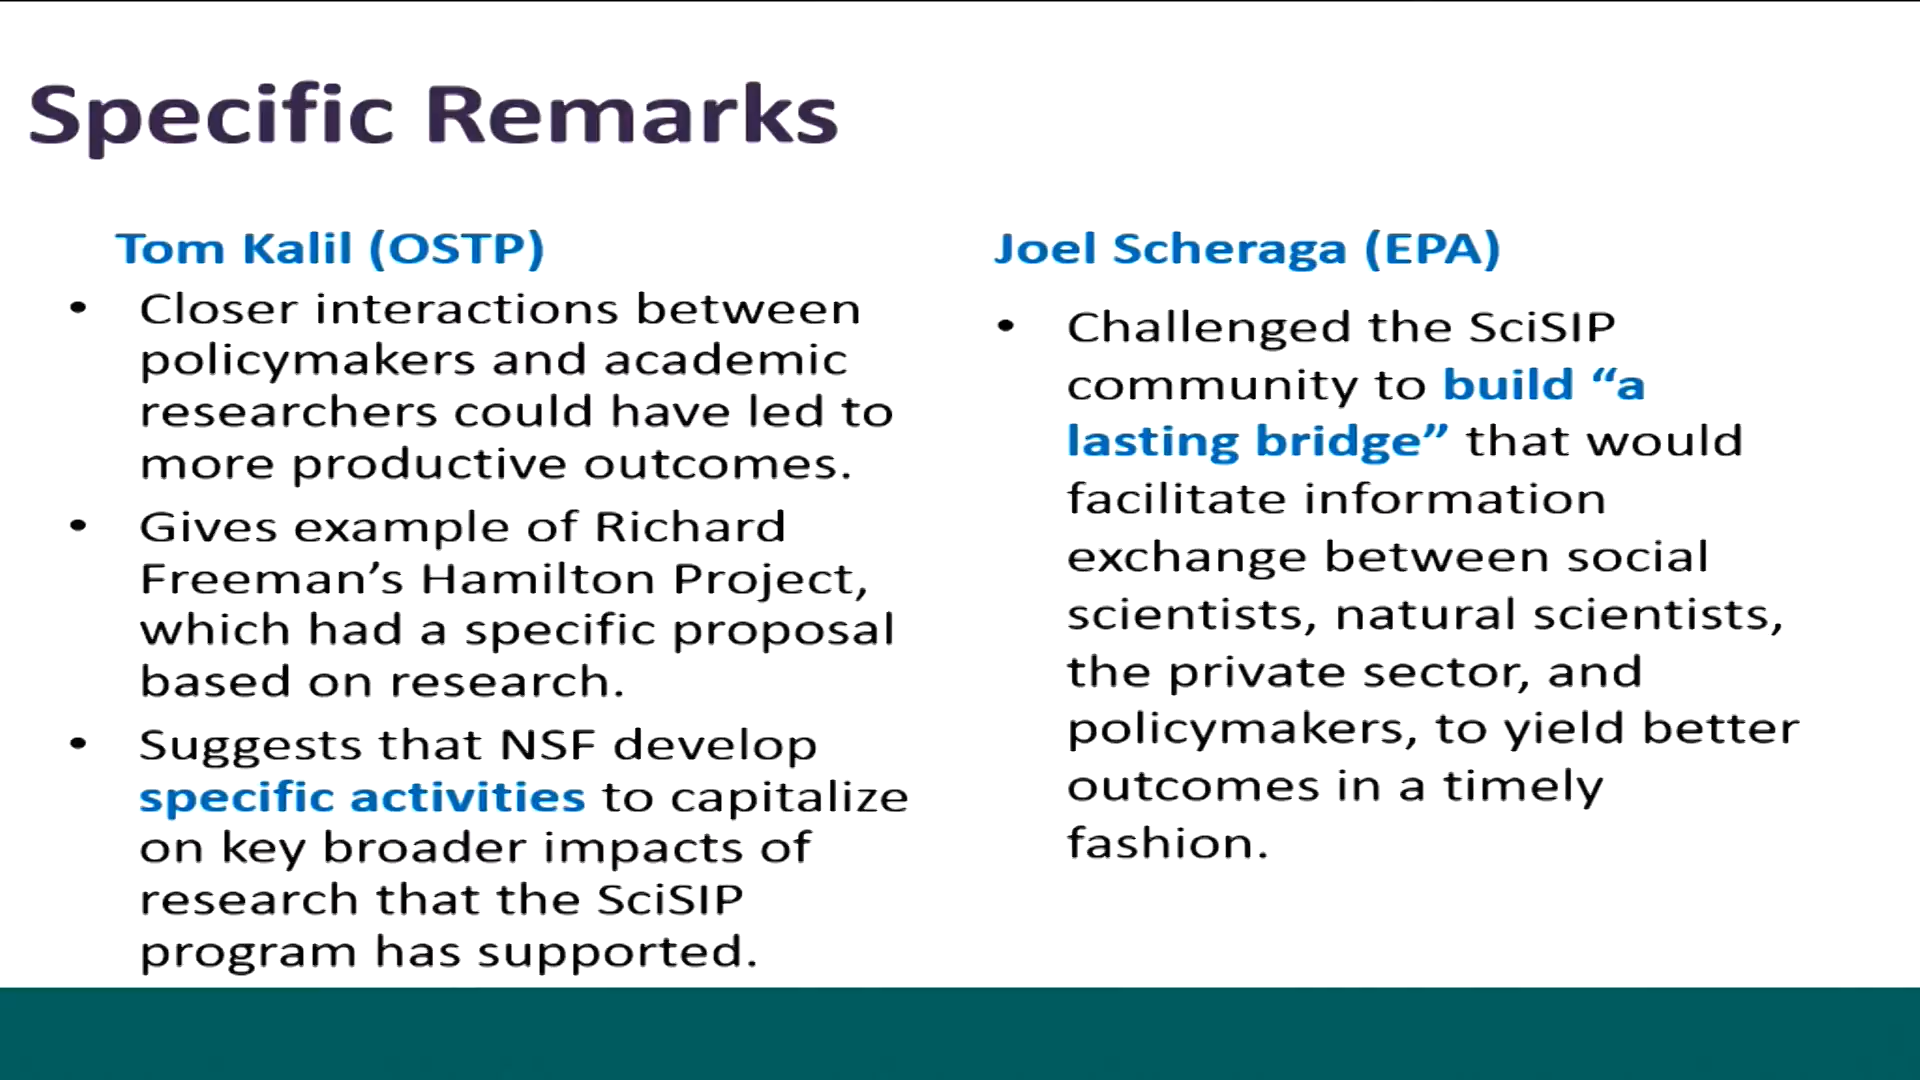 Specific Remarks
Tom Kalil (OSTP)
• Closer interactions between
policymakers and academic
researchers could have led to
more productive outcomes.
• Gives example of Richard
Freeman’s Hamilton Project,
which had a specific proposal
based on research.
• Suggests that NSF develop
specific activities to capitalize
on key broader impacts of
research that the SciSIP
program has supported.
Joel Scheraga (EPA)
• Challenged the SciSIP
community to build “a
lasting bridge” that would
facilitate information
exchange between social
scientists, natural scientists,
the private sector, and
policymakers, to yield better
outcomes in a timely
fashion.